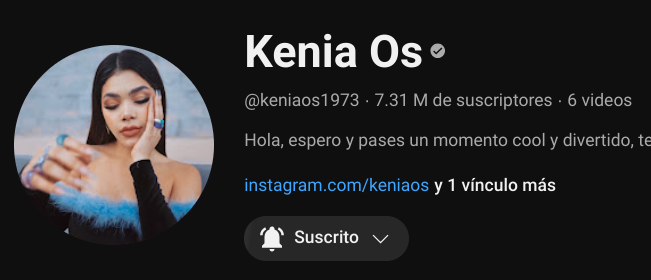 Kenia Os
@keniaos1973 · 7.31 M de suscriptores · 6 videos
Hola, espero y pases un momento cool y divertido, te
instagram.com/keniaos y 1 vínculo más
Suscrito